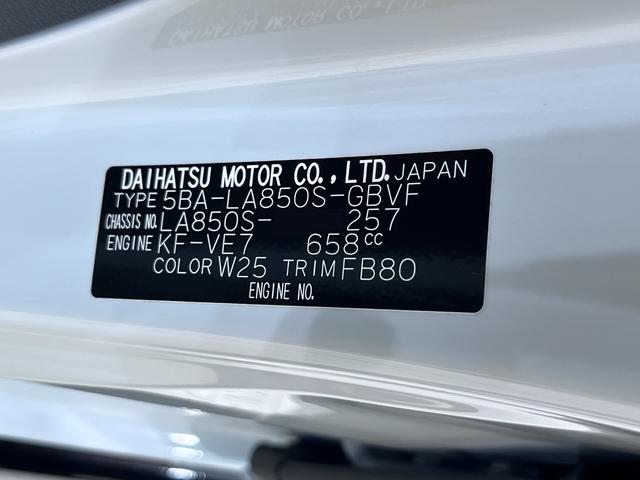 DAIHATSU MOTOR CO., LTD. JAPAN
TYPE 5BA-LA850S-GBVF
CHASSIS NO. LA850S- 257
ENGINE KF-VE7 658cc
COLOR W25 TRIM FB80
ENGINE NO.